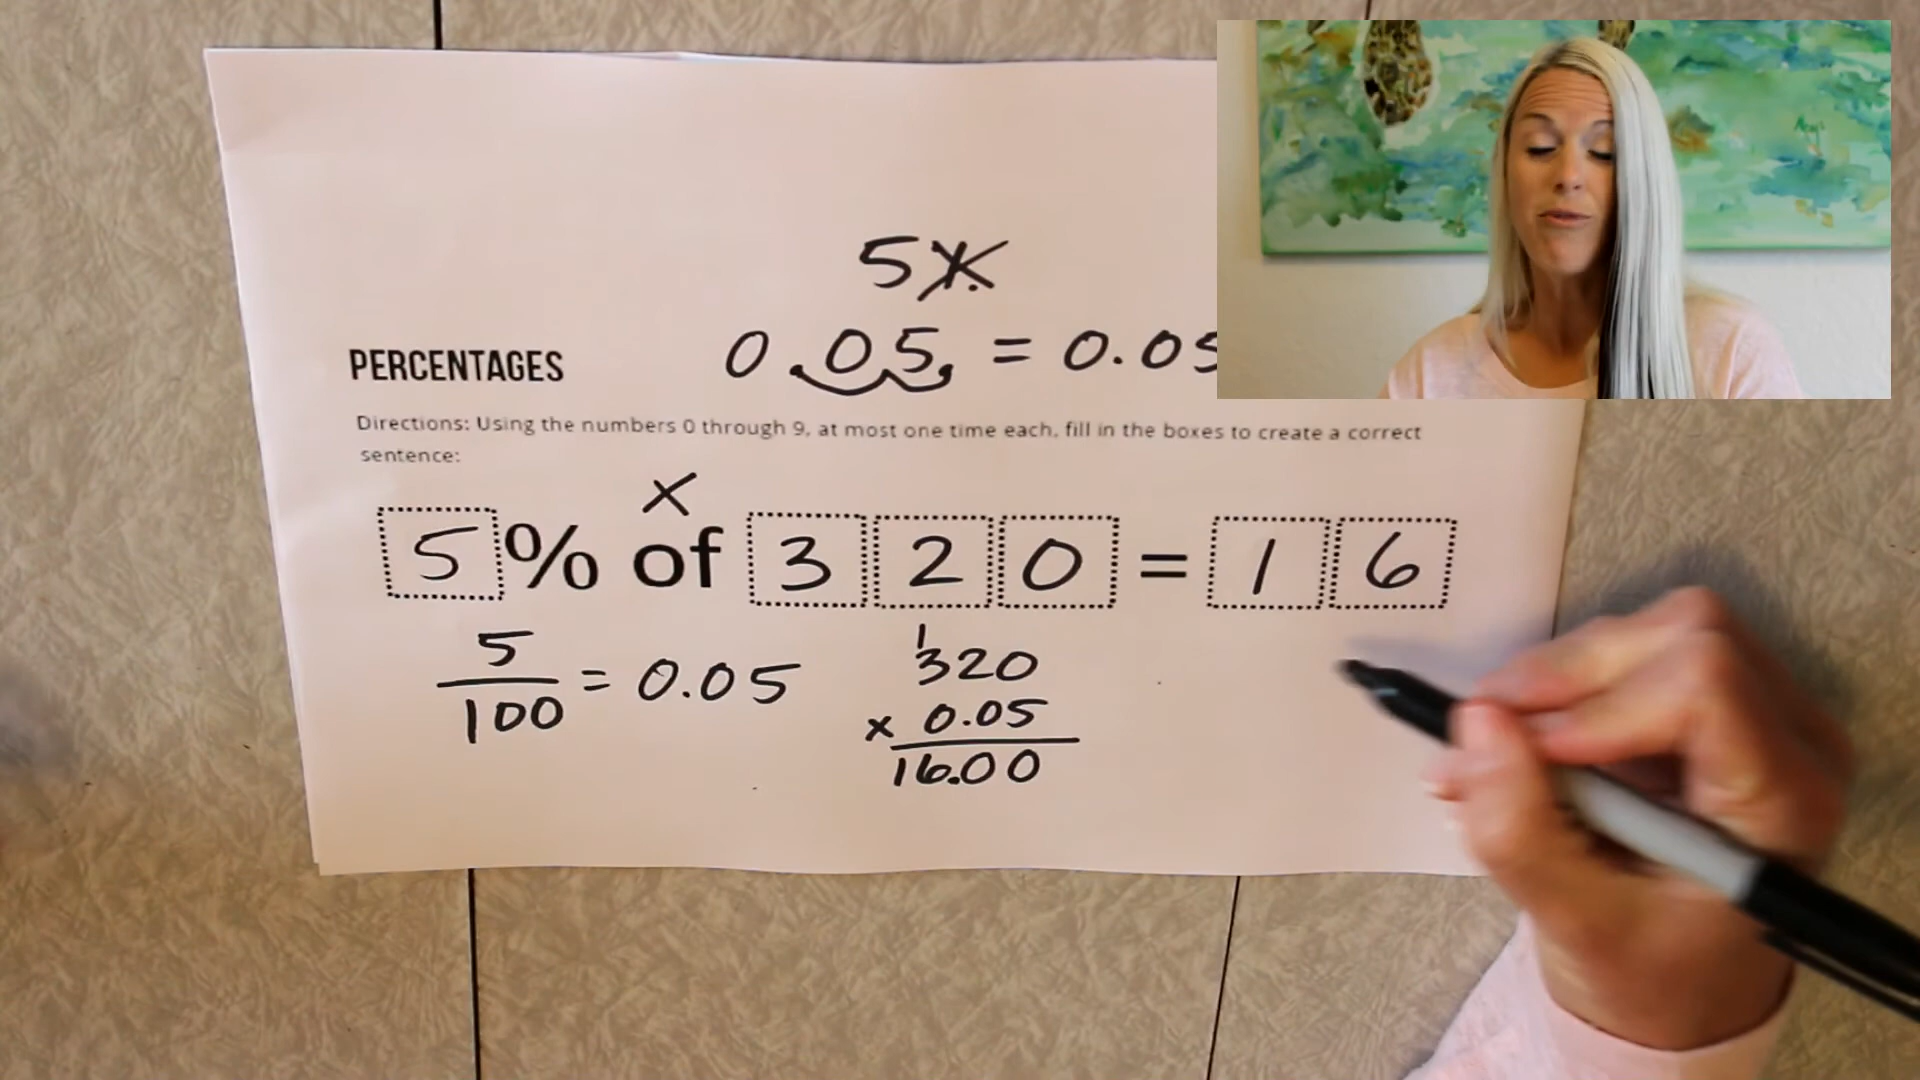 5%
0.05. = 0.05
PERCENTAGES
Directions: Using the numbers 0 through 9, at most one time each, fill in the boxes to create a correct
sentence:
×
5 % of 3 2 0 = 1 6
5
100
= 0.05
1
320
× 0.05
16.00